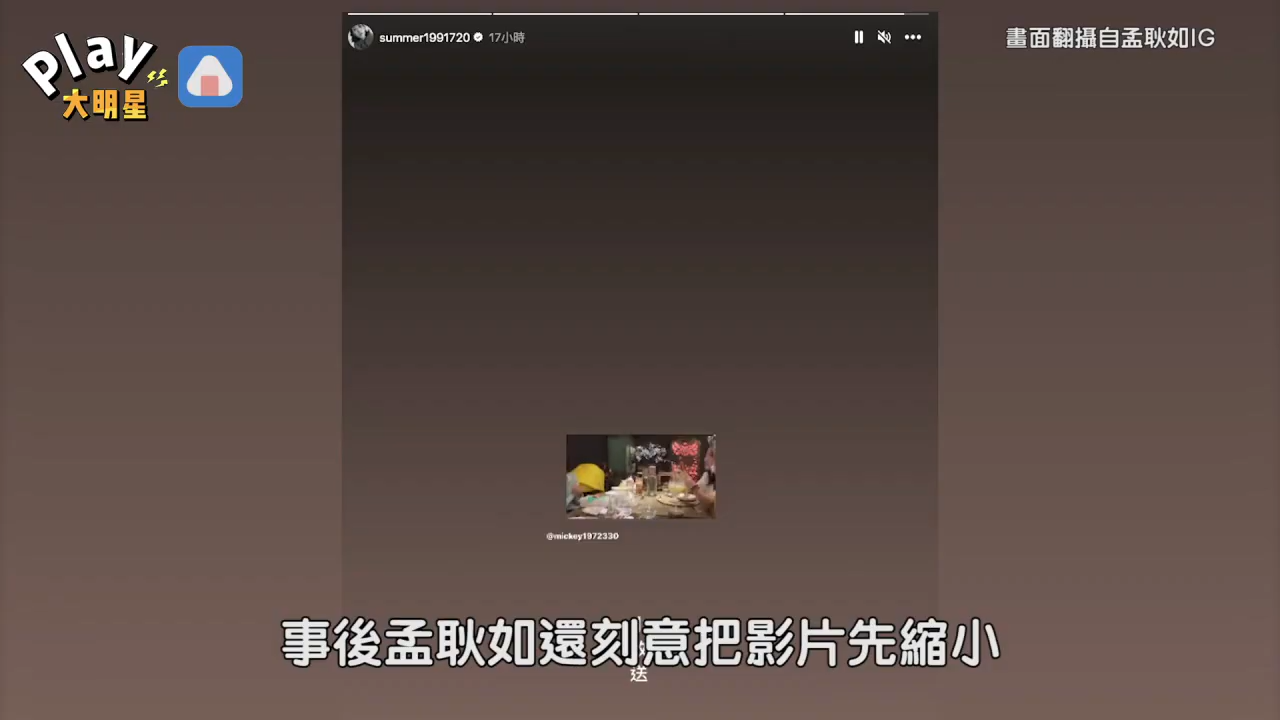 Play
大明星
summer1991720 17小時
畫面翻攝自孟耿如IG
@mickey1972330
事後孟耿如還刻意把影片先縮小
送